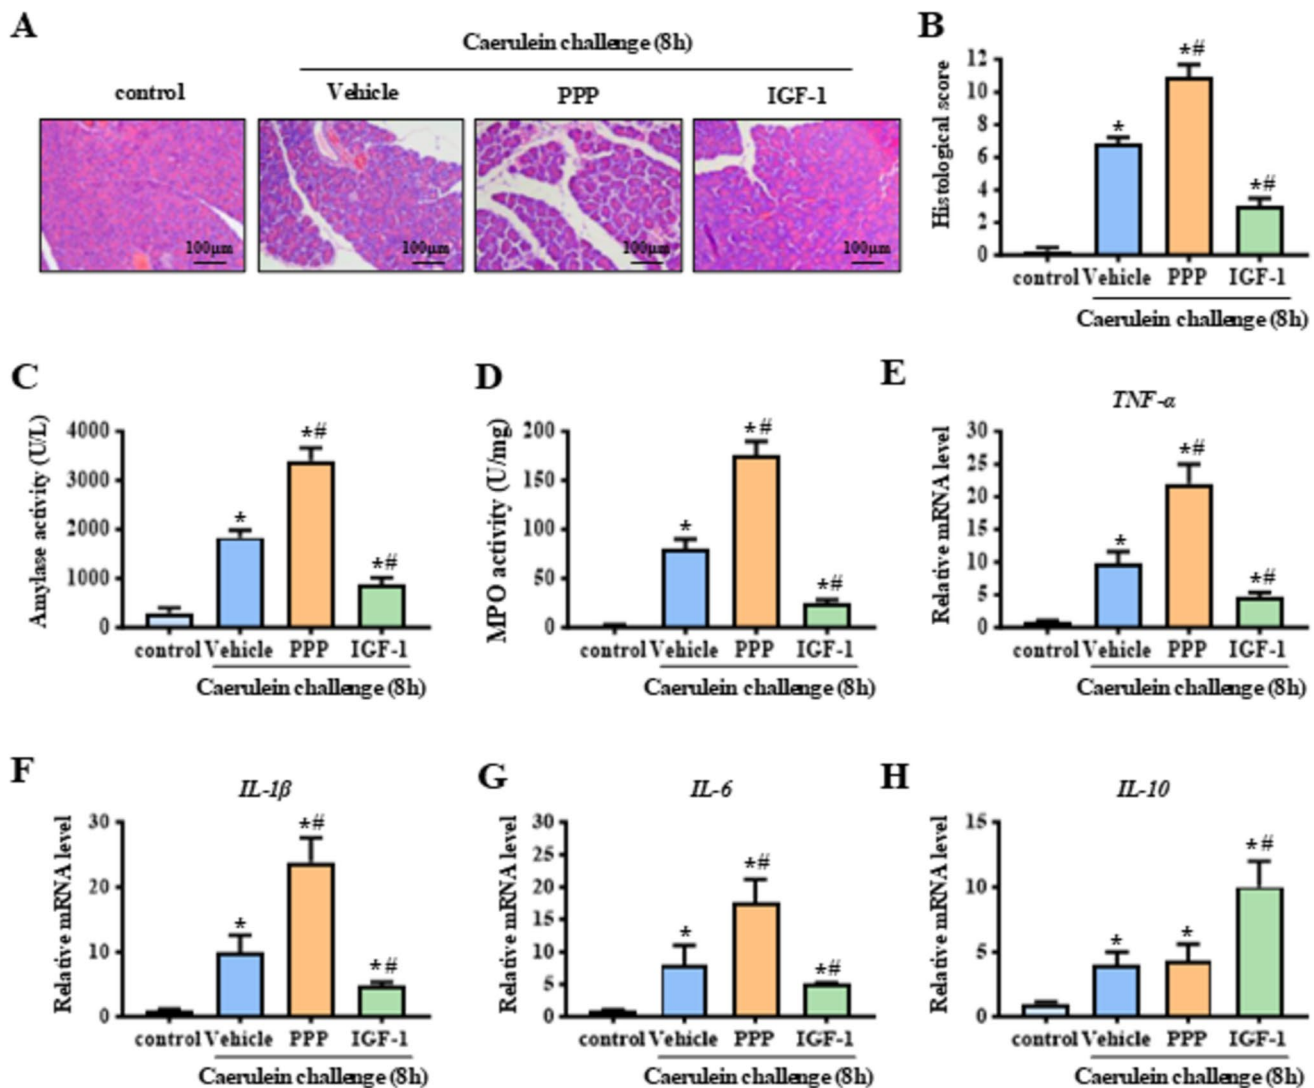 A
Caerulein challenge (8h)
control
Vehicle
PPP
IGF-1
100μm
100μm
100μm
100μm
B
Histological score
12
10
8
6
4
2
0
*
*#
*#
control Vehicle PPP IGF-1
Caerulein challenge (8h)
C
Amylase activity (U/L)
4000
3000
2000
1000
0
*
*#
*#
control Vehicle PPP IGF-1
Caerulein challenge (8h)
D
MPO activity (U/mg)
200
150
100
50
0
*
*#
*#
control Vehicle PPP IGF-1
Caerulein challenge (8h)
E
TNF-α
Relative mRNA level
30
25
20
15
10
5
0
*
*#
*#
control Vehicle PPP IGF-1
Caerulein challenge (8h)
F
IL-1β
Relative mRNA level
30
20
10
0
*
*#
*#
control Vehicle PPP IGF-1
Caerulein challenge (8h)
G
IL-6
Relative mRNA level
30
25
20
15
10
5
0
*
*#
*#
control Vehicle PPP IGF-1
Caerulein challenge (8h)
H
IL-10
Relative mRNA level
15
10
5
0
*
*
*#
control Vehicle PPP IGF-1
Caerulein challenge (8h)